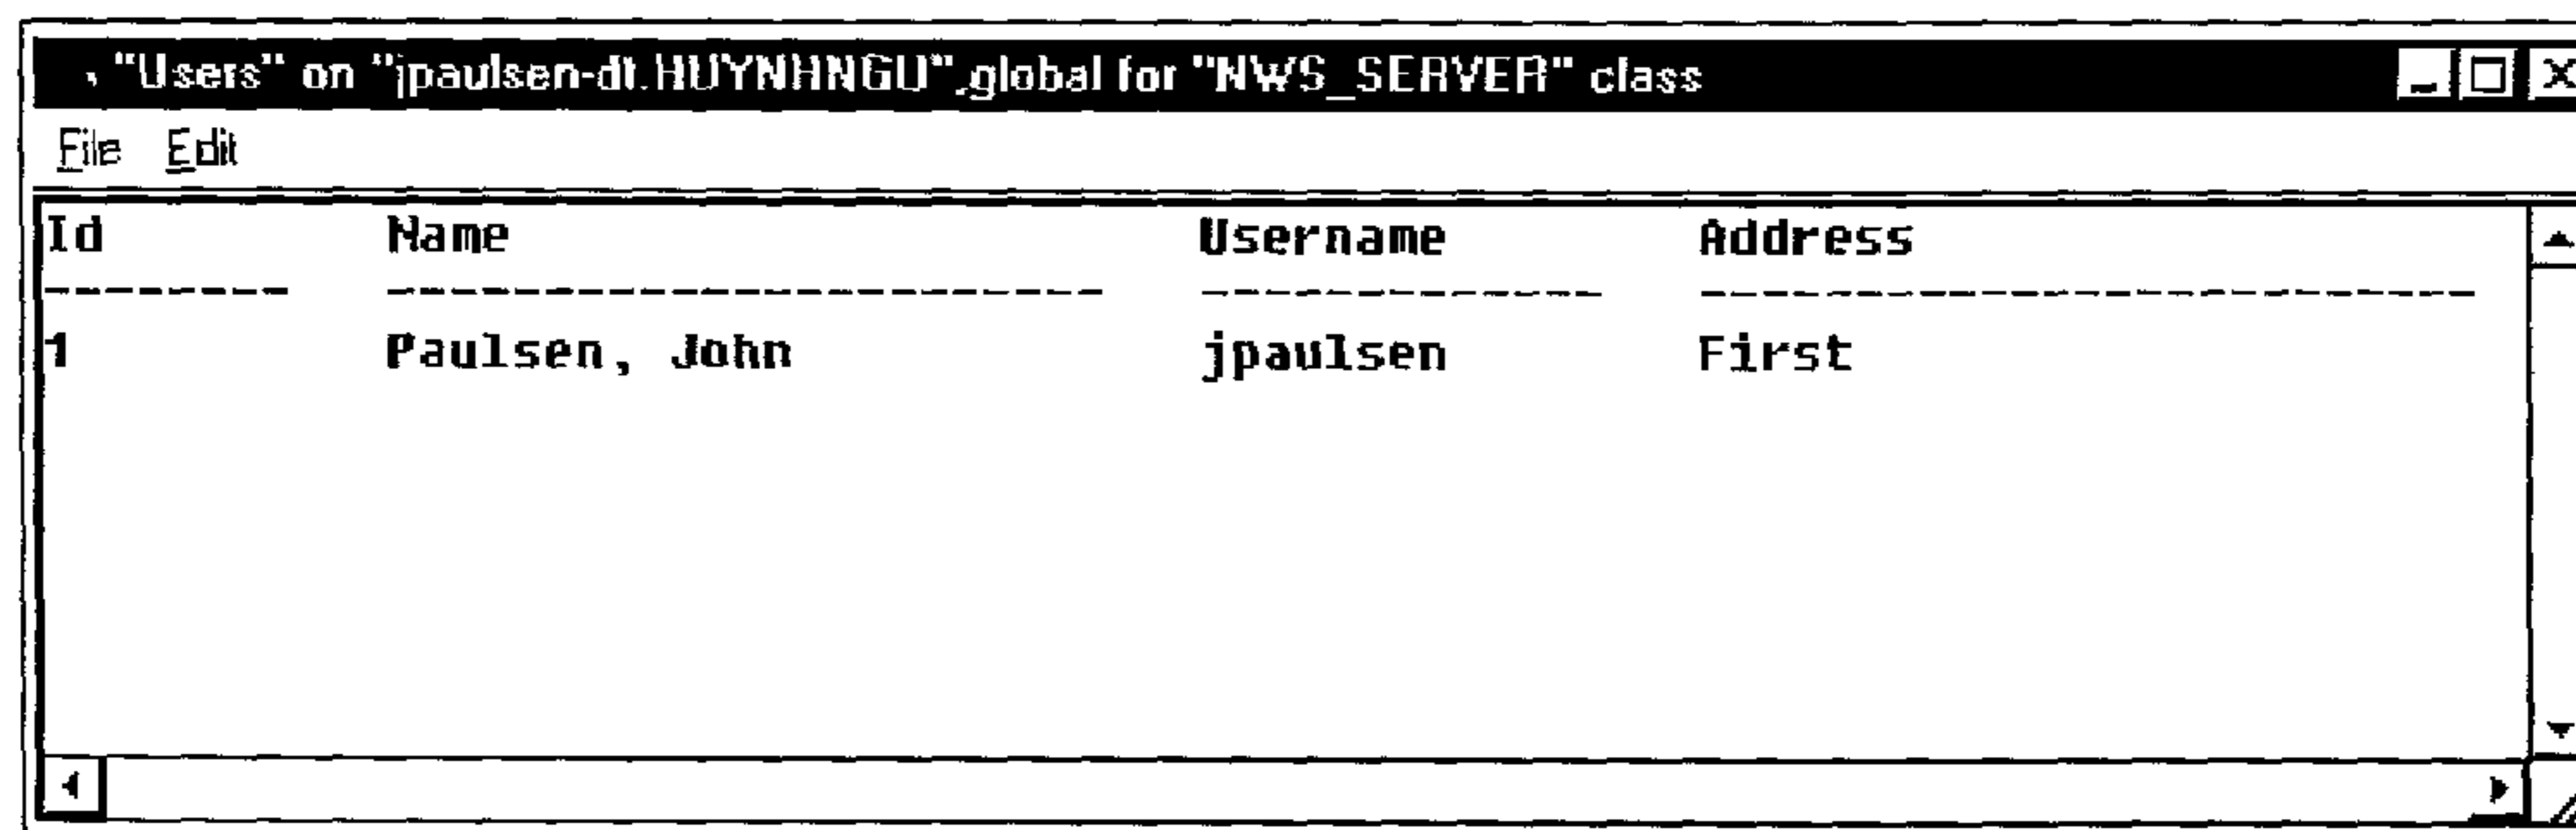 "Users" on "jpaulsen-dt.HUYNHNGU",global for "NWS_SERVER" class
File Edit
Id Name Username Address
1 Paulsen, John jpaulsen First